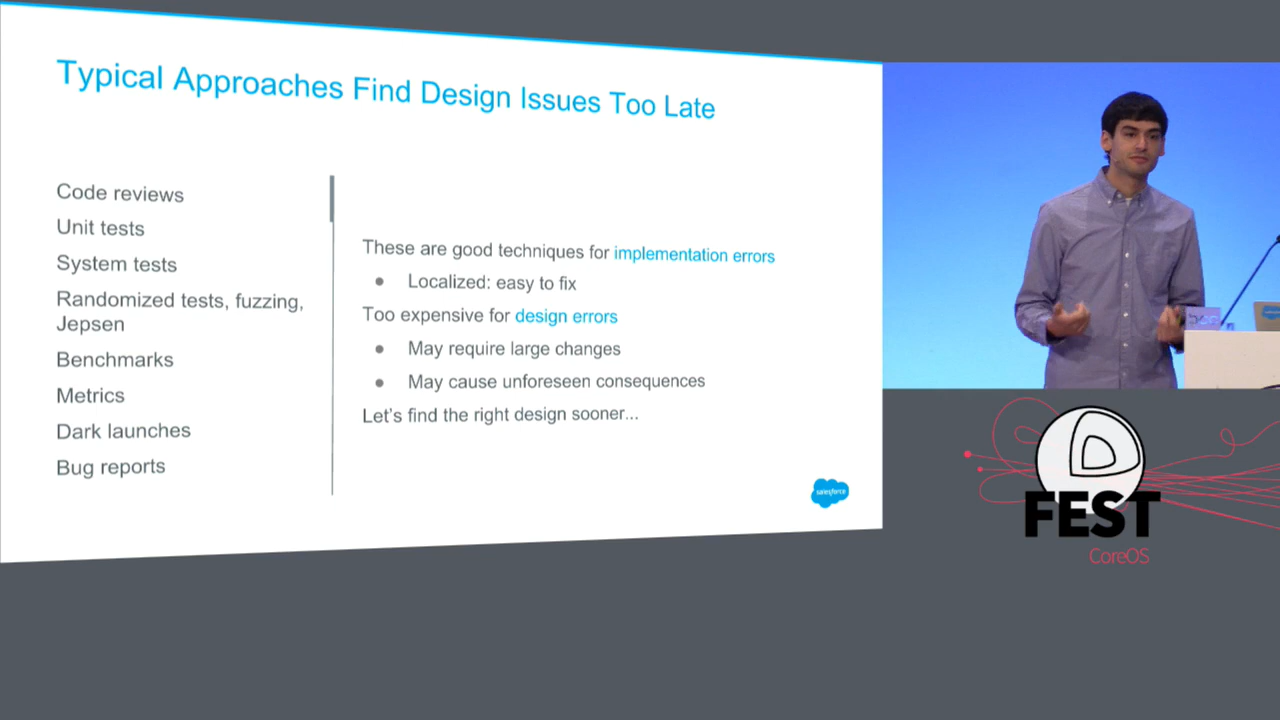 Typical Approaches Find Design Issues Too Late
Code reviews
Unit tests
System tests
Randomized tests, fuzzing,
Jepsen
Benchmarks
Metrics
Dark launches
Bug reports
These are good techniques for implementation errors
● Localized: easy to fix
Too expensive for design errors
● May require large changes
● May cause unforeseen consequences
Let's find the right design sooner...
salesforce
FEST
CoreOS